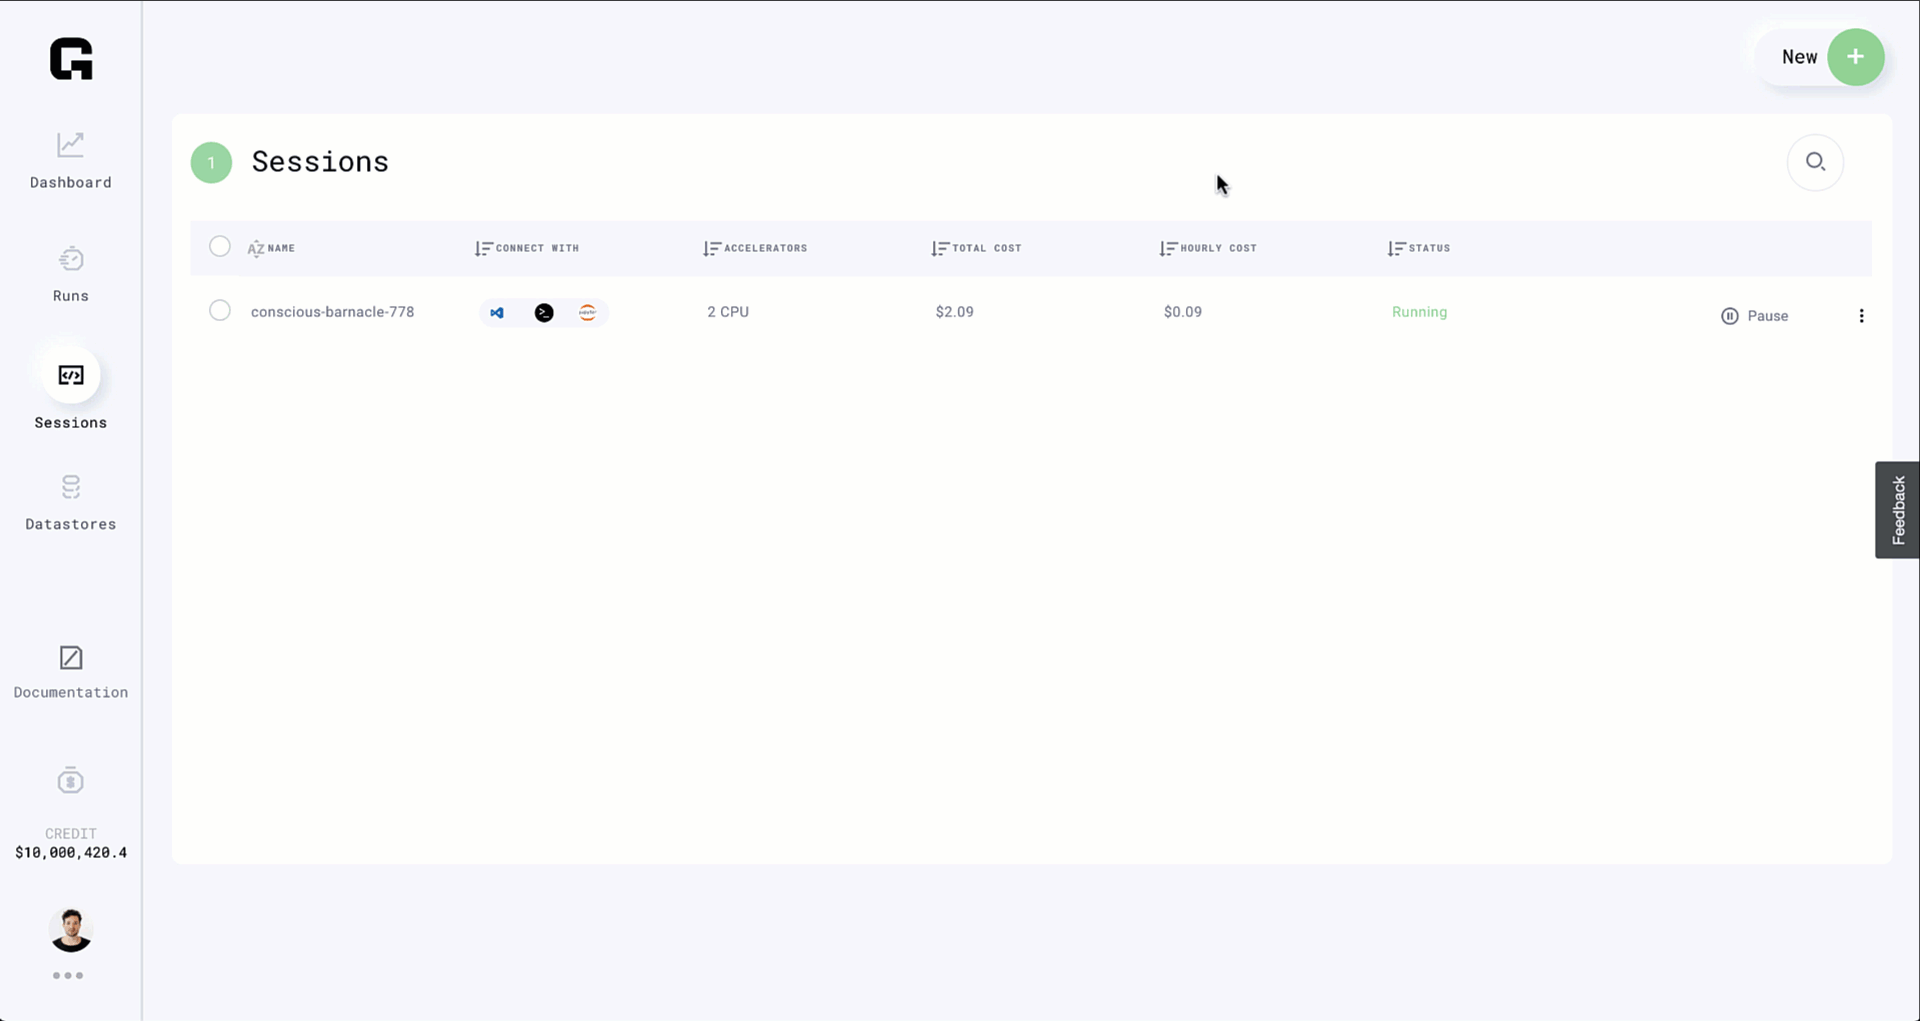 New +
1 Sessions
NAME CONNECT WITH ACCELERATORS TOTAL COST HOURLY COST STATUS
conscious-barnacle-778 2 CPU $2.09 $0.09 Running Pause
Dashboard
Runs
Sessions
Datastores
Documentation
CREDIT
$10,000,420.4
Feedback